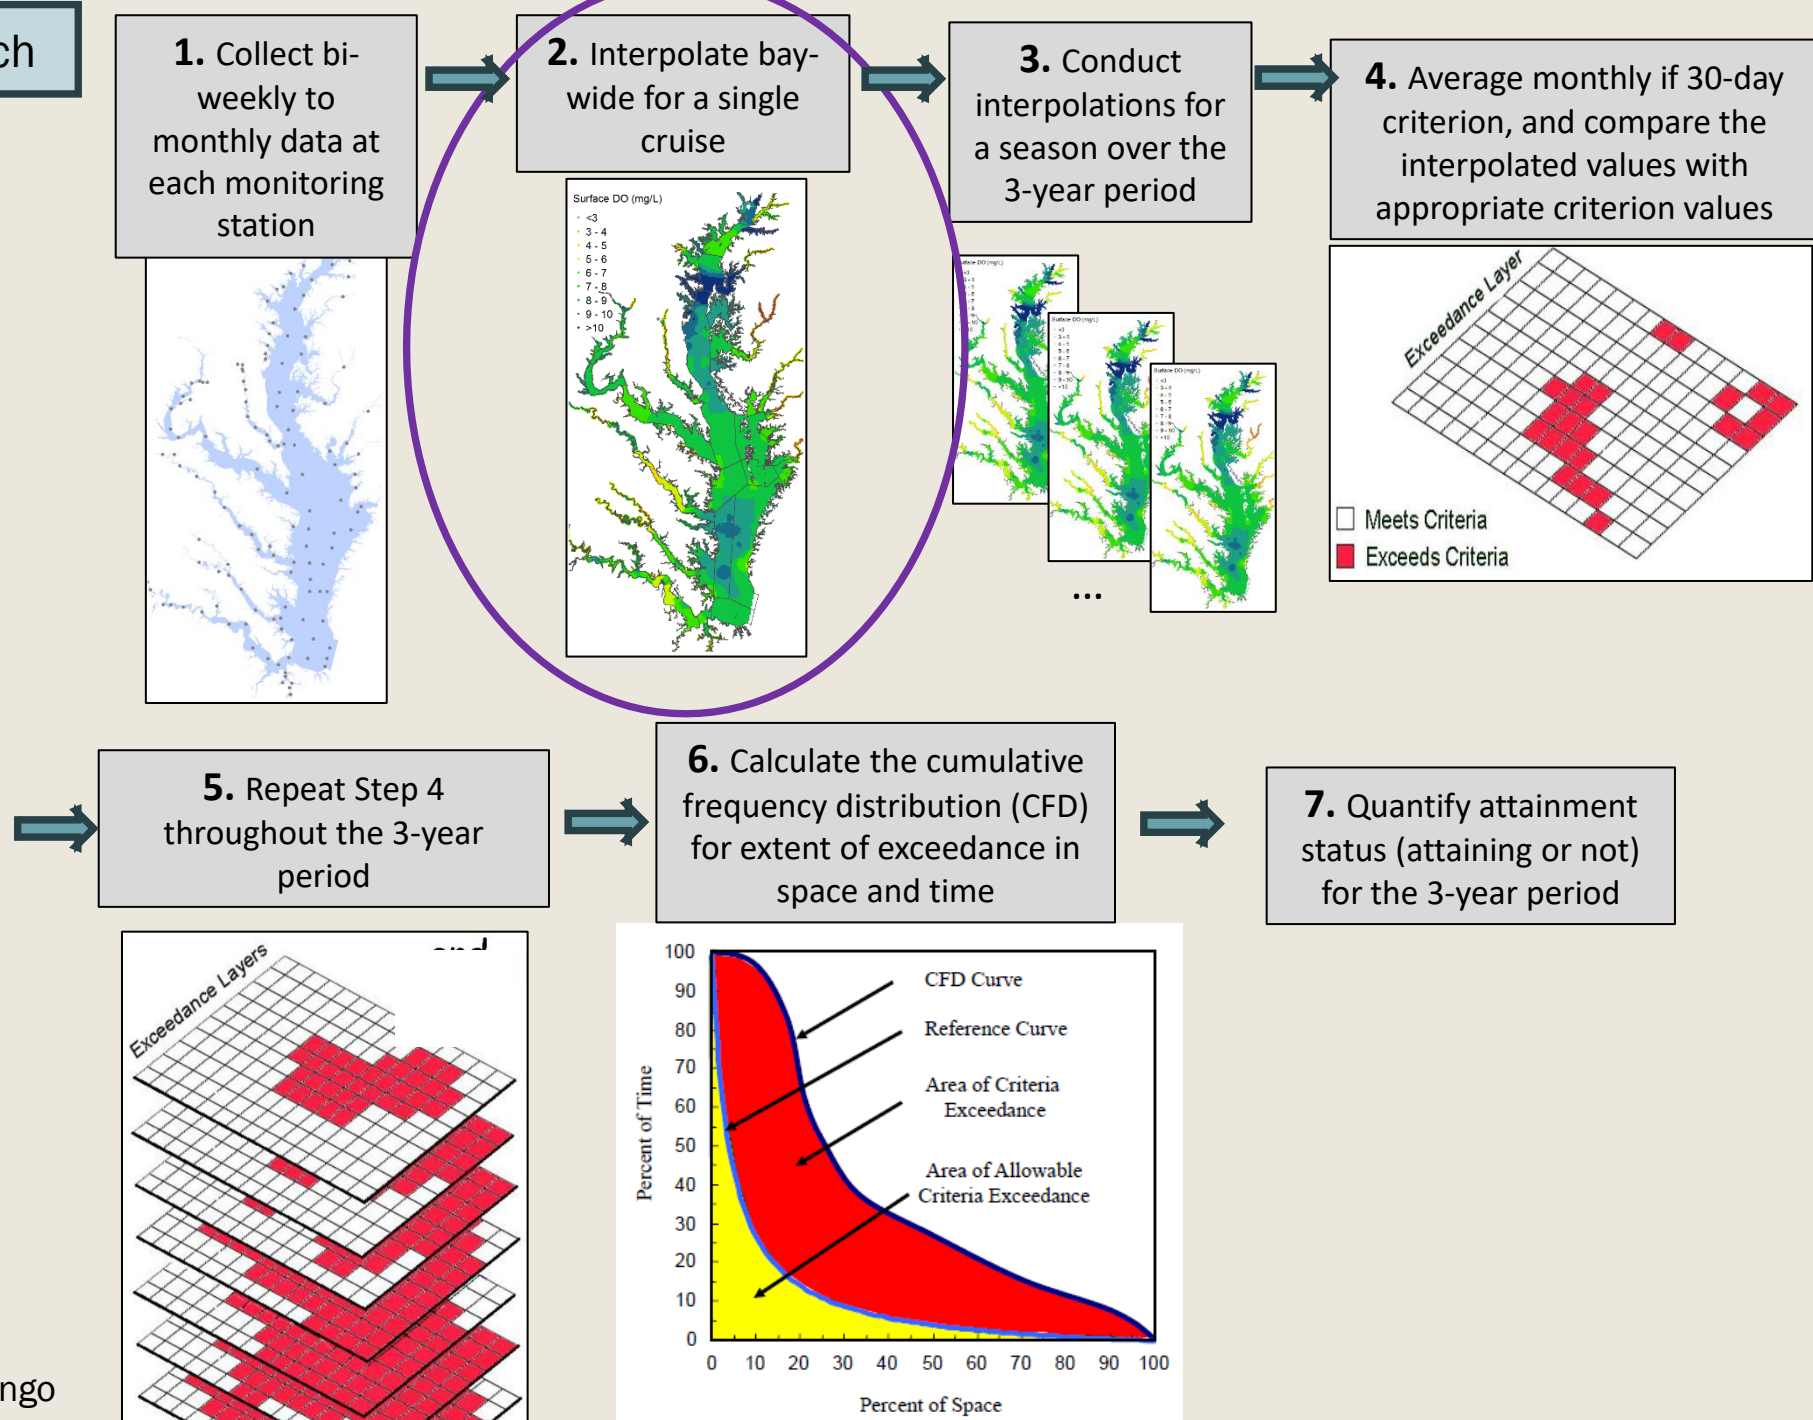 ch
1. Collect bi-
weekly to
monthly data at
each monitoring
station
2. Interpolate bay-
wide for a single
cruise
3. Conduct
interpolations for
a season over the
3-year period
4. Average monthly if 30-day
criterion, and compare the
interpolated values with
appropriate criterion values
Surface DO (mg/L)
<3
3 - 4
4 - 5
5 - 6
6 - 7
7 - 8
8 - 9
9 - 10
>10
Surface DO (mg/L)
Surface DO (mg/L)
...
Exceedance Layer
Meets Criteria
Exceeds Criteria
5. Repeat Step 4
throughout the 3-year
period
6. Calculate the cumulative
frequency distribution (CFD)
for extent of exceedance in
space and time
7. Quantify attainment
status (attaining or not)
for the 3-year period
Exceedance Layers
100
90
80
70
60
50
40
30
20
10
0
Percent of Time
CFD Curve
Reference Curve
Area of Criteria
Exceedance
Area of Allowable
Criteria Exceedance
0 10 20 30 40 50 60 70 80 90 100
Percent of Space
ngo